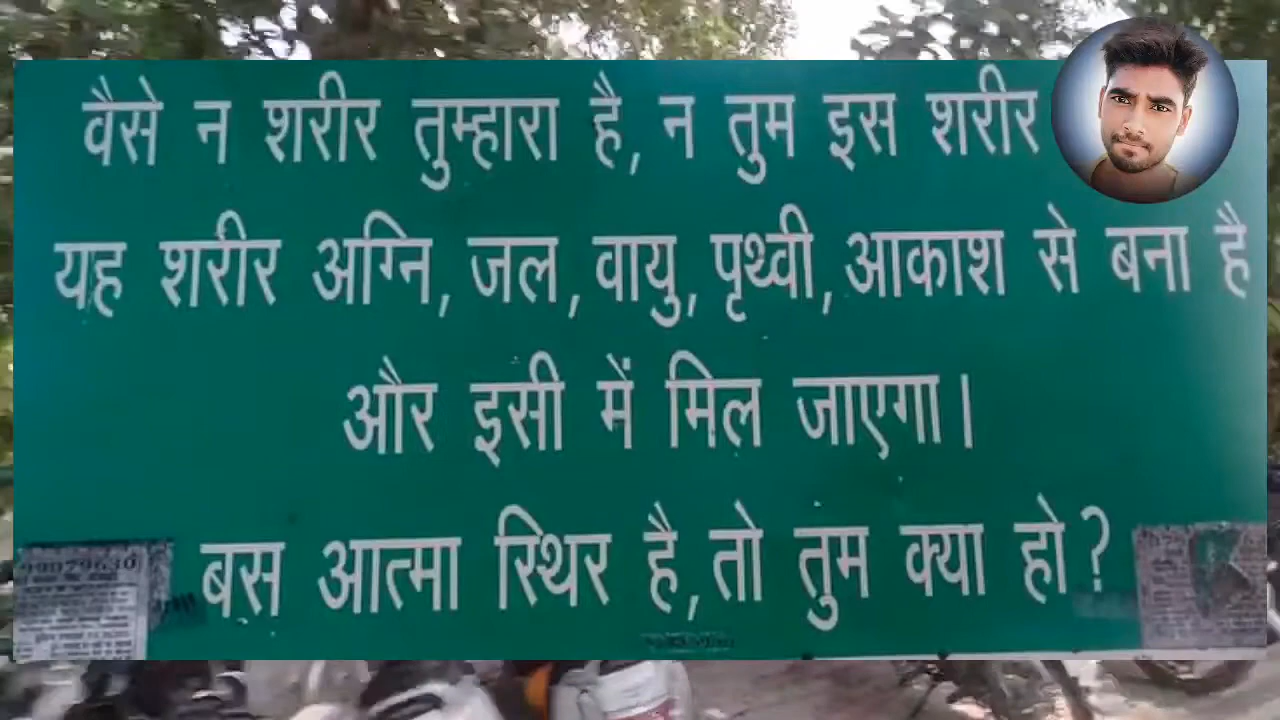 वैसे न शरीर तुम्हारा है, न तुम इस शरीर
यह शरीर अग्नि, जल, वायु, पृथ्वी, आकाश से बना है
और इसी में मिल जाएगा।
बस आत्मा स्थिर है, तो तुम क्या हो?